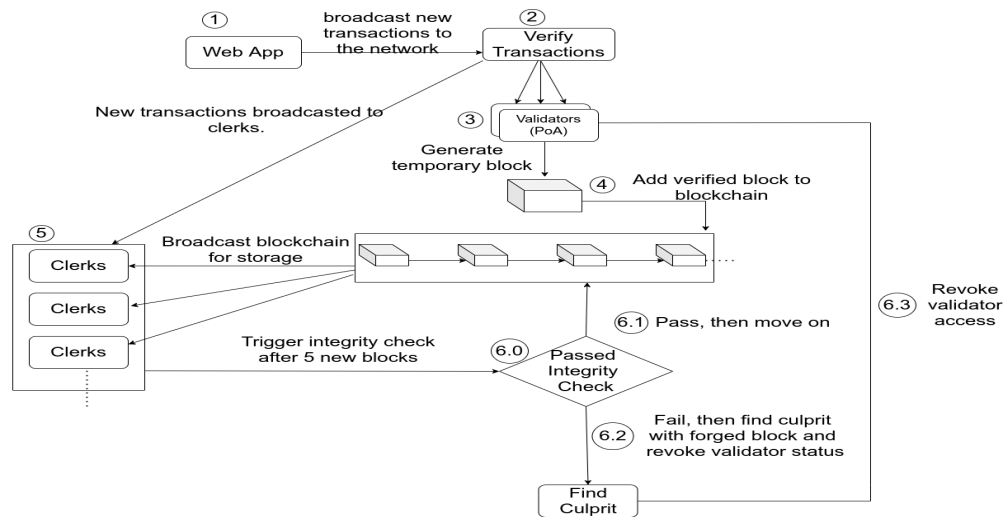 1
broadcast new
transactions to
the network
2
Web App
Verify
Transactions
New transactions broadcasted to
clerks.
3
Validators
(PoA)
Generate
temporary block
4
Add verified block to
blockchain
5
Clerks
Clerks
Clerks
Broadcast blockchain
for storage
6.3
Revoke
validator
access
6.1
Pass, then move on
Trigger integrity check
after 5 new blocks
6.0
Passed
Integrity
Check
6.2
Fail, then find culprit
with forged block and
revoke validator status
Find
Culprit